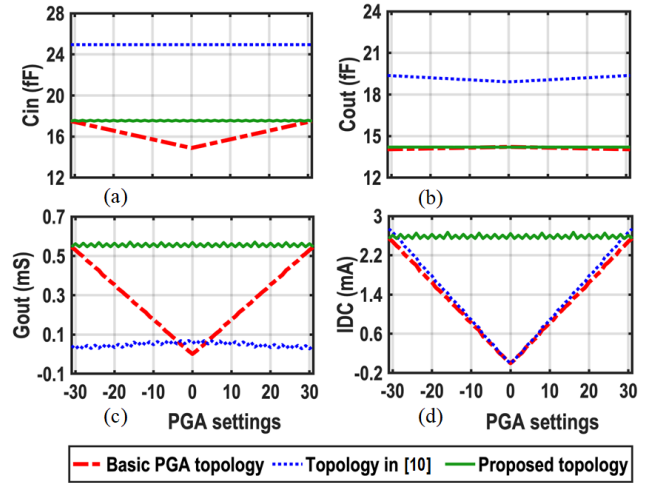 28
24
20
16
12
Cin (fF)
(a)
24
21
18
15
12
Cout (fF)
(b)
0.7
0.5
0.3
0.1
-0.1
Gout (mS)
-30 -20 -10 0 10 20 30
(c) PGA settings
3
2.2
1.4
0.6
-0.2
IDC (mA)
-30 -20 -10 0 10 20 30
(d) PGA settings
Basic PGA topology Topology in [10] Proposed topology